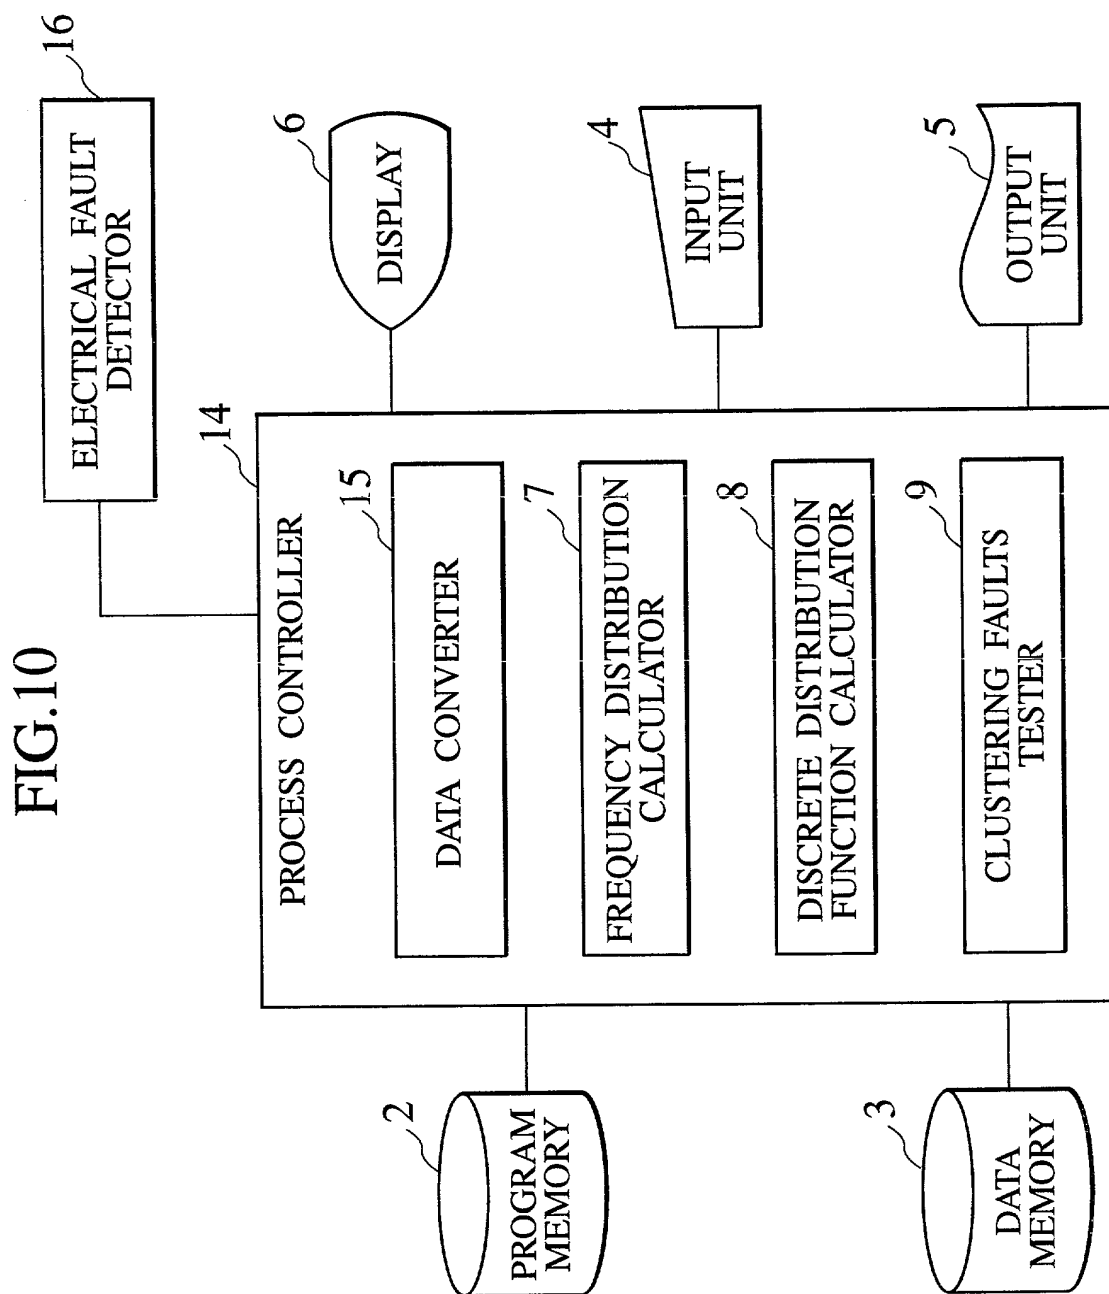 FIG.10
16
ELECTRICAL FAULT
DETECTOR
14
PROCESS CONTROLLER
2
PROGRAM
MEMORY
15
DATA CONVERTER
6
DISPLAY
7
FREQUENCY DISTRIBUTION
CALCULATOR
4
INPUT
UNIT
8
DISCRETE DISTRIBUTION
FUNCTION CALCULATOR
3
DATA
MEMORY
9
CLUSTERING FAULTS
TESTER
5
OUTPUT
UNIT